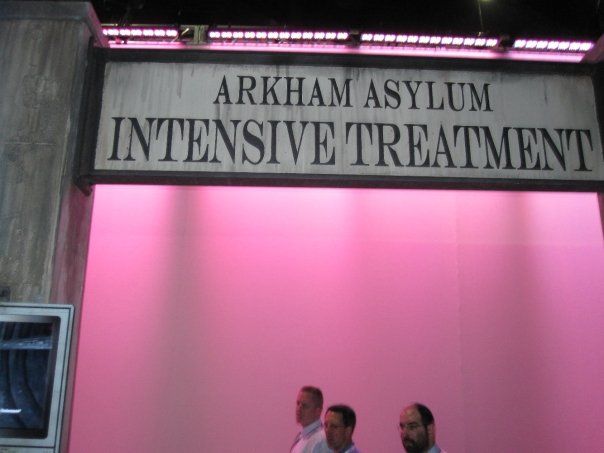 ARKHAM ASYLUM
INTENSIVE TREATMENT